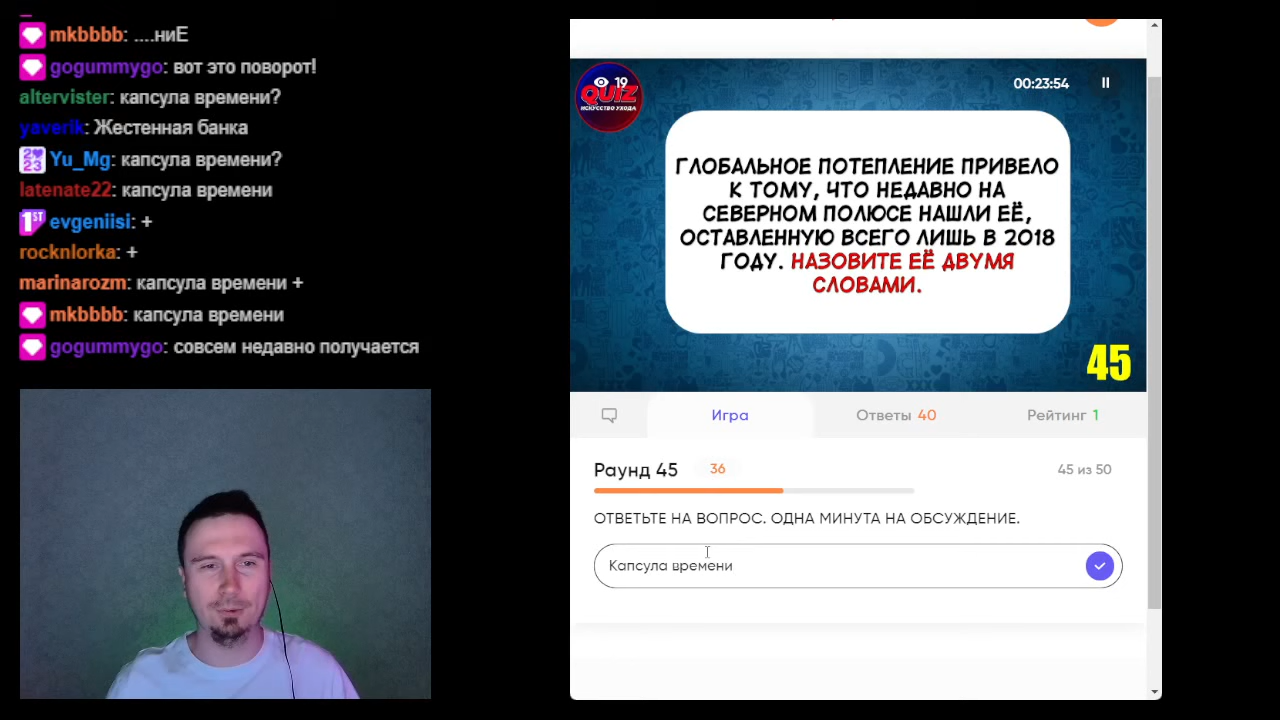 mkbbbb: ....ниЕ
gogummygo: вот это поворот!
altervister: капсула времени?
yaverik: Жестенная банка
Yu_Mg: капсула времени?
latenate22: капсула времени
1ST evgeniisi: +
rocknlorka: +
marinarozm: капсула времени +
mkbbbb: капсула времени
gogummygo: совсем недавно получается
19
QUIZ
ИСКУССТВО УХОДА
00:23:54
ГЛОБАЛЬНОЕ ПОТЕПЛЕНИЕ ПРИВЕЛО
К ТОМУ, ЧТО НЕДАВНО НА
СЕВЕРНОМ ПОЛЮСЕ НАШЛИ ЕЁ,
ОСТАВЛЕННУЮ ВСЕГО ЛИШЬ В 2018
ГОДУ. НАЗОВИТЕ ЕЁ ДВУМЯ
СЛОВАМИ.
45
Игра
Ответы 40
Рейтинг 1
Раунд 45 36
45 из 50
ОТВЕТЬТЕ НА ВОПРОС. ОДНА МИНУТА НА ОБСУЖДЕНИЕ.
Капсула времени